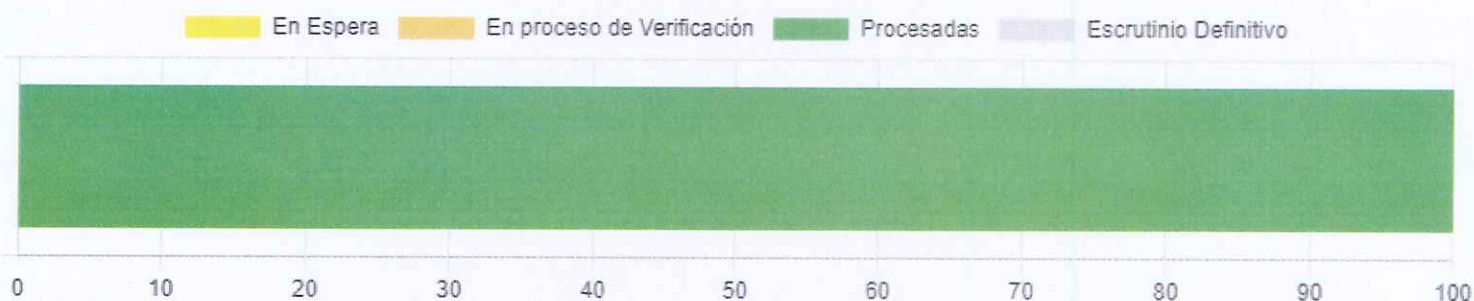 En Espera En proceso de Verificación Procesadas Escrutinio Definitivo
0 10 20 30 40 50 60 70 80 90 100